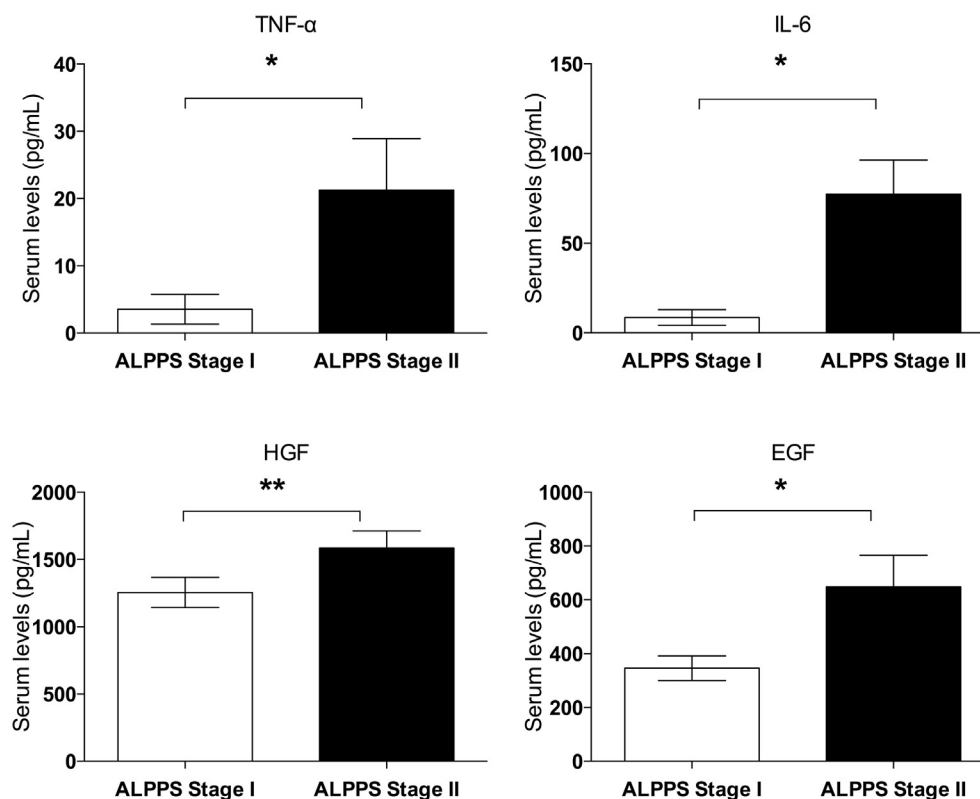 TNF-α
*
Serum levels (pg/mL)
40
30
20
10
0
ALPPS Stage I
ALPPS Stage II
IL-6
*
Serum levels (pg/mL)
150
100
50
0
ALPPS Stage I
ALPPS Stage II
HGF
**
Serum levels (pg/mL)
2000
1500
1000
500
0
ALPPS Stage I
ALPPS Stage II
EGF
*
Serum levels (pg/mL)
1000
800
600
400
200
0
ALPPS Stage I
ALPPS Stage II